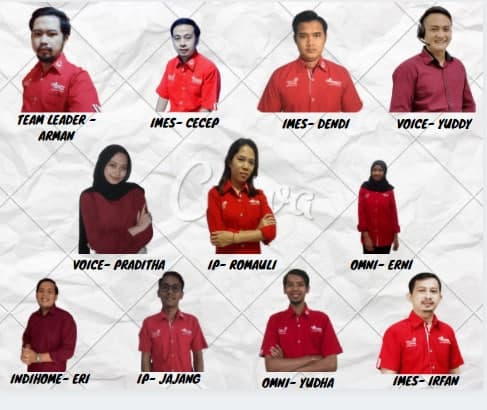 TEAM LEADER -
ARMAN
IMES- CECEP
IMES- DENDI
VOICE- YUDDY
Canva
VOICE- PRADITHA
IP- ROMAULI
OMNI- ERNI
INDIHOME- ERI
IP- JAJANG
OMNI- YUDHA
IMES- IRFAN